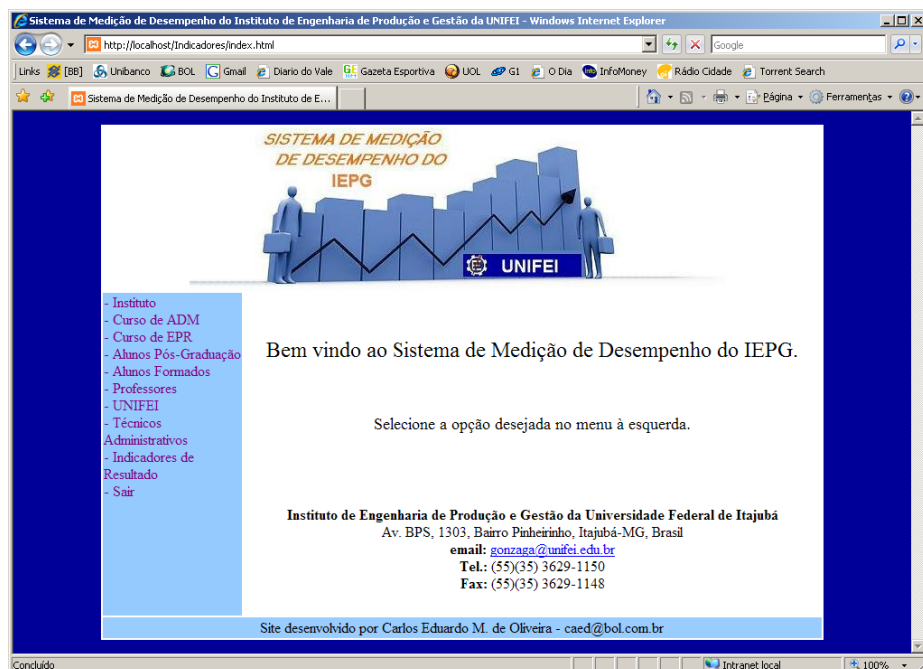 Sistema de Medição de Desempenho do Instituto de Engenharia de Produção e Gestão da UNIFEI - Windows Internet Explorer
http://localhost/Indicadores/index.html
Google
Links [BB] Unibanco BOL Gmail Diario do Vale Gazeta Esportiva UOL G1 O Dia InfoMoney Rádio Cidade Torrent Search
Sistema de Medição de Desempenho do Instituto de E...
Página Ferramentas
SISTEMA DE MEDIÇÃO
DE DESEMPENHO DO
IEPG
UNIFEI
- Instituto
- Curso de ADM
- Curso de EPR
- Alunos Pós-Graduação
- Alunos Formados
- Professores
- UNIFEI
- Técnicos
Administrativos
- Indicadores de
Resultado
- Sair
Bem vindo ao Sistema de Medição de Desempenho do IEPG.
Selecione a opção desejada no menu à esquerda.
Instituto de Engenharia de Produção e Gestão da Universidade Federal de Itajubá
Av. BPS, 1303, Bairro Pinheirinho, Itajubá-MG, Brasil
email: gonzaga@unifei.edu.br
Tel.: (55)(35) 3629-1150
Fax: (55)(35) 3629-1148
Site desenvolvido por Carlos Eduardo M. de Oliveira - caed@bol.com.br
Concluído
Intranet local
100%